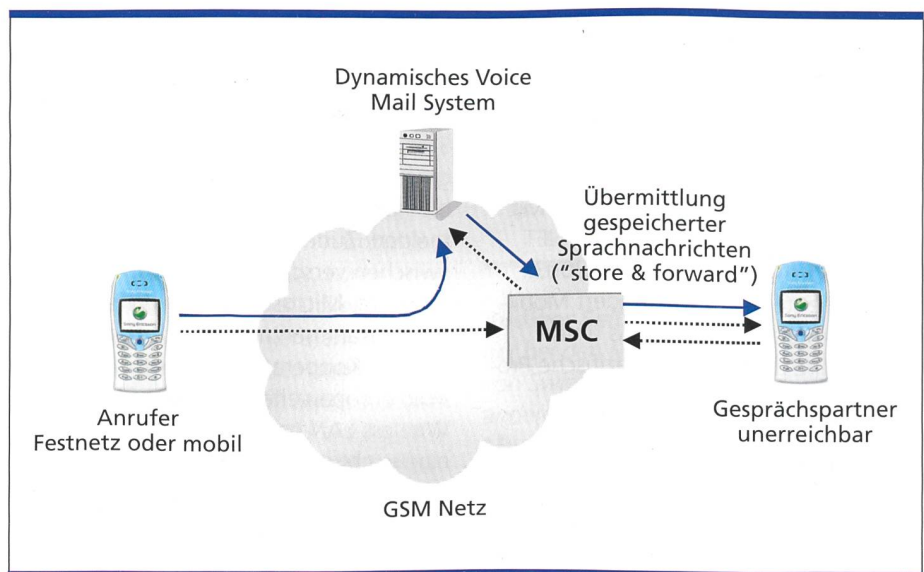 Dynamisches Voice
Mail System
Übermittlung
gespeicherter
Sprachnachrichten
("store & forward")
MSC
Anrufer
Festnetz oder mobil
Gesprächspartner
unerreichbar
GSM Netz